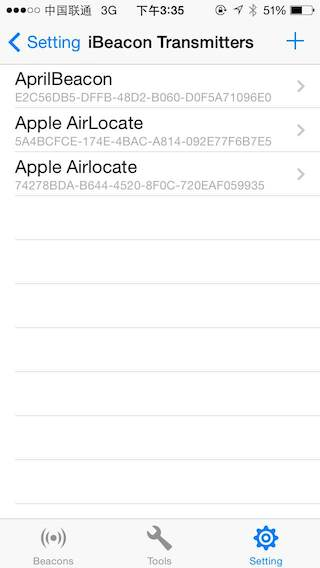 中国联通 3G 下午3:35 51%
Setting iBeacon Transmitters +
AprilBeacon
E2C56DB5-DFFB-48D2-B060-D0F5A71096E0
Apple AirLocate
5A4BCFCE-174E-4BAC-A814-092E77F6B7E5
Apple Airlocate
74278BDA-B644-4520-8F0C-720EAF059935
Beacons Tools Setting